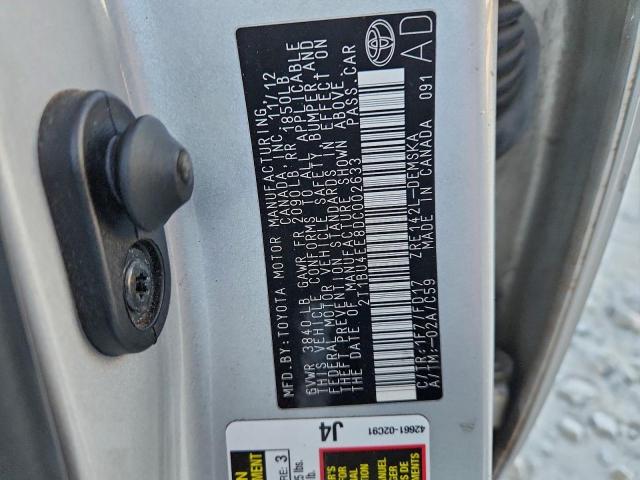 MFD.BY: TOYOTA MOTOR MANUFACTURING,
CANADA, INC. 11/12
GVWR 3840 LB GAWR FR 2090 LB RR 1850LB
THIS VEHICLE CONFORMS TO ALL APPLICABLE
FEDERAL MOTOR VEHICLE SAFETY, BUMPER AND
THEFT PREVENTION STANDARDS IN EFFECT ON
THE DATE OF MANUFACTURE SHOWN ABOVE.
2T1BU4EE8DC002633 PASS.CAR
C/TR: 1F7/FD17 ZRE142L-DEMSKA
A/TM: -02A/C59 MADE IN CANADA 091
AD
42661-02C91
J4
3